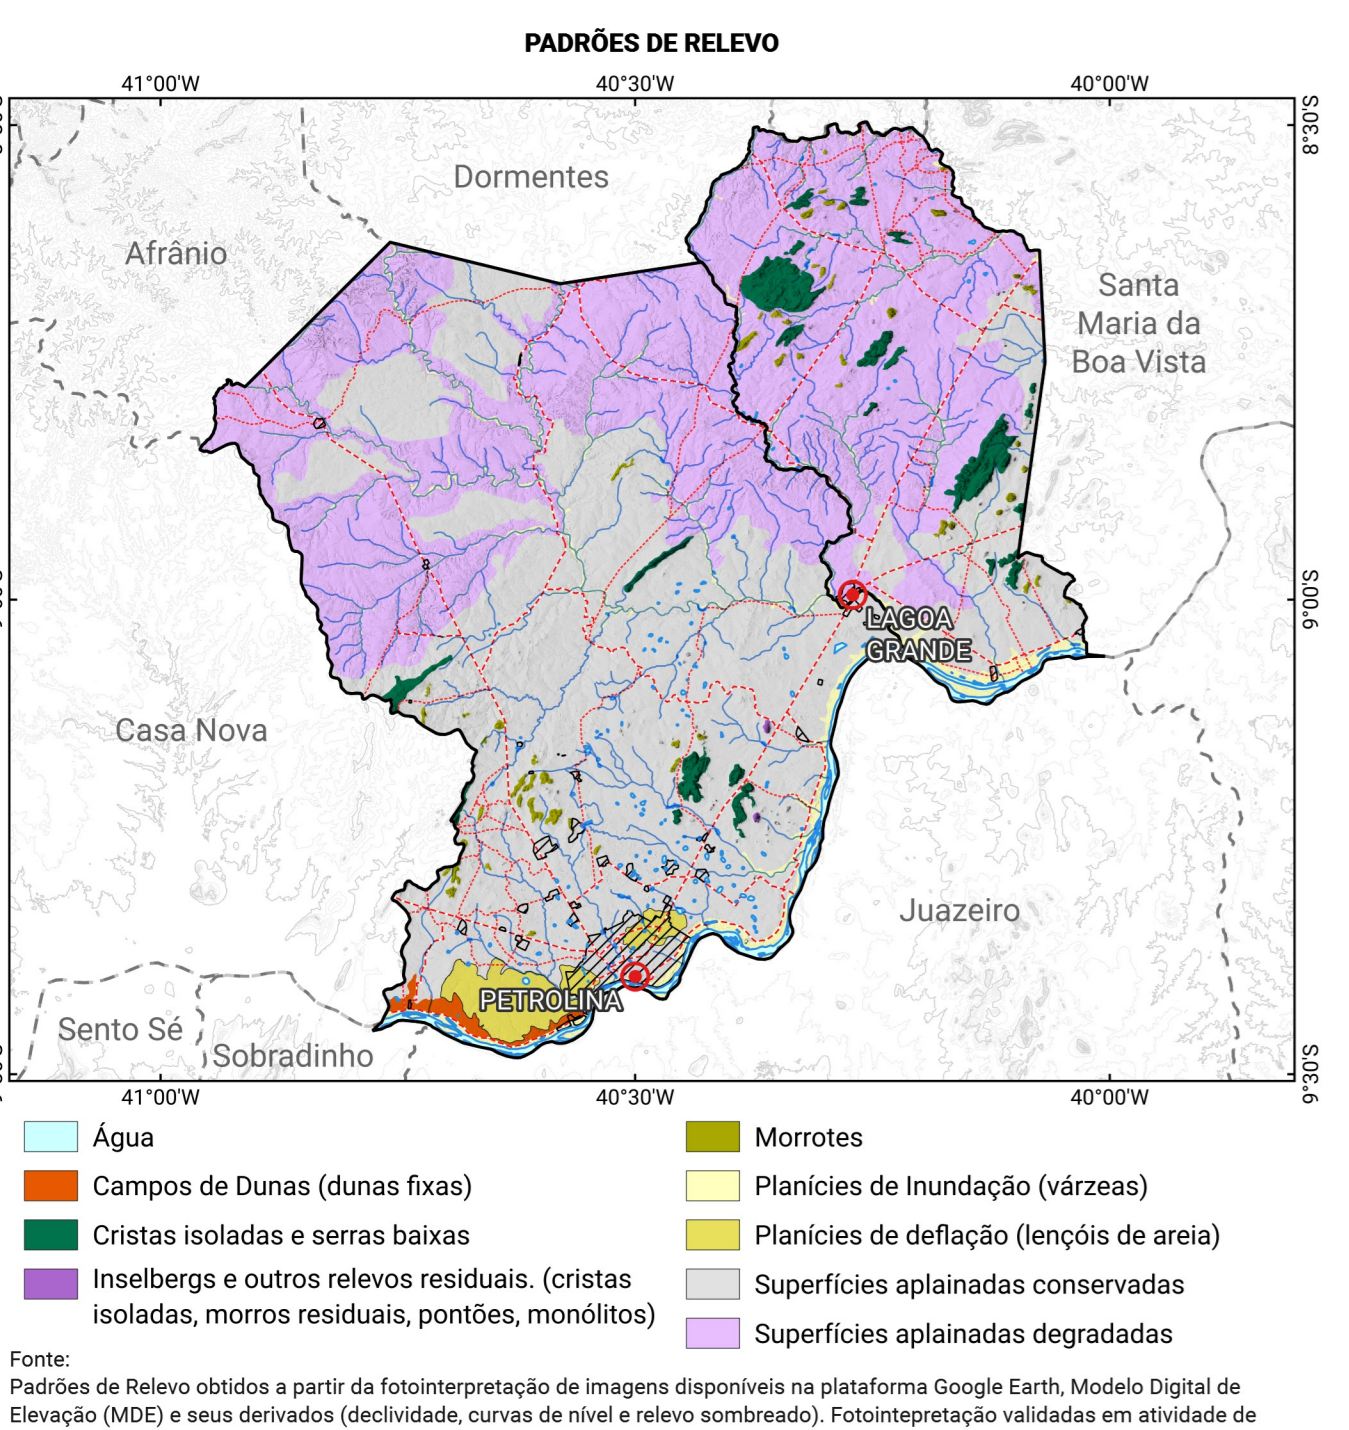 PADRÕES DE RELEVO
41°00'W
40°30'W
40°00'W
8°30'S
Dormentes
Afrânio
Santa
Maria da
Boa Vista
9°00'S
LAGOA
GRANDE
Casa Nova
Juazeiro
PETROLINA
Sento Sé
Sobradinho
9°30'S
41°00'W
40°30'W
40°00'W
Água
Campos de Dunas (dunas fixas)
Cristas isoladas e serras baixas
Inselbergs e outros relevos residuais. (cristas
isoladas, morros residuais, pontões, monólitos)
Morrotes
Planícies de Inundação (várzeas)
Planícies de deflação (lençóis de areia)
Superfícies aplainadas conservadas
Superfícies aplainadas degradadas
Fonte:
Padrões de Relevo obtidos a partir da fotointerpretação de imagens disponíveis na plataforma Google Earth, Modelo Digital de
Elevação (MDE) e seus derivados (declividade, curvas de nível e relevo sombreado). Fotointepretação validadas em atividade de